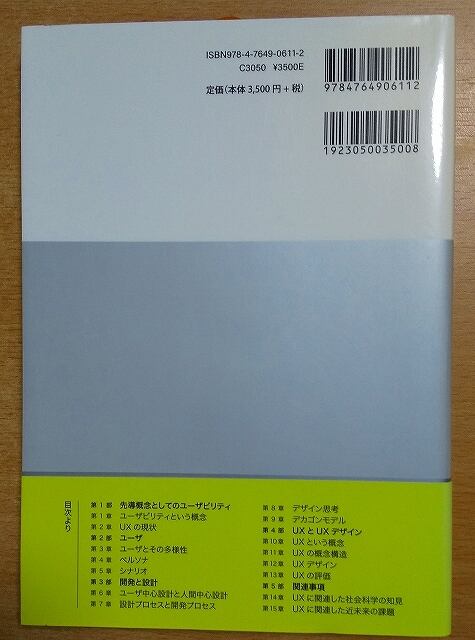 ISBN978-4-7649-0611-2
C3050 ¥3500E
定価(本体3,500円+税)
9784764906112
1923050035008
目次より
第1部 先導概念としてのユーザビリティ
第1章 ユーザビリティという概念
第2章 UXの現状
第2部 ユーザ
第3章 ユーザとその多様性
第4章 ペルソナ
第5章 シナリオ
第3部 開発と設計
第6章 ユーザ中心設計と人間中心設計
第7章 設計プロセスと開発プロセス
第8章 デザイン思考
第9章 デカゴンモデル
第4部 UXとUXデザイン
第10章 UXという概念
第11章 UXの概念構造
第12章 UXデザイン
第13章 UXの評価
第5部 関連事項
第14章 UXに関連した社会科学の知見
第15章 UXに関連した近未来の課題